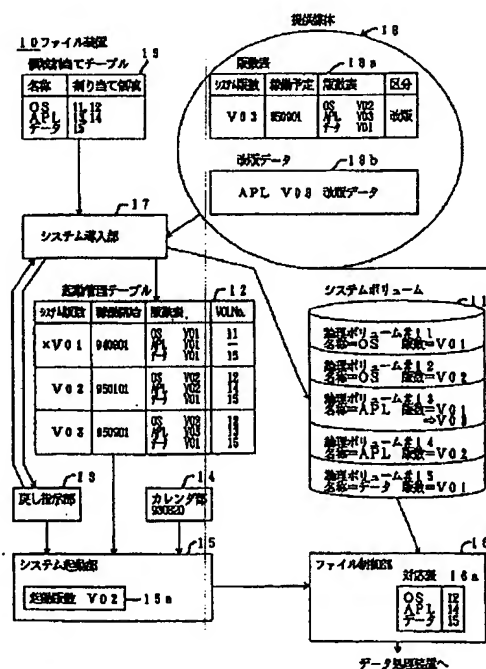 提供媒体
18
10 ファイル装置
領域割当てテーブル
19
名称 割り当て領域
OS 11, 12
APL 13, 14
データ 15
版数表
18a
システム版数 稼動予定 版数表 区分
V03 950901 OS V02 改版
APL V03
データ V01
改版データ
18b
APL V03 改版データ
17
システム導入部
起動管理テーブル
12
システム版数 版数表 VOLNo.
×V01 940901 OS V01 11
APL V01 —
データ V01 15
V02 950101 OS V02 12
APL V02 14
データ V01 15
V03 950901 OS V02 12
APL V03 13
データ V01 15
システムボリューム
11
論理ボリューム#11
名称=OS 版数=V01
論理ボリューム#12
名称=OS 版数=V02
論理ボリューム#13
名称=APL 版数=V01
⇨V03
論理ボリューム#14
名称=APL 版数=V02
論理ボリューム#15
名称=データ 版数=V01
13
戻し指示部
14
カレンダ部
15
システム起動部
起動版数 V02
15a
16
ファイル制御部
対応表
16a
OS 12
APL 14
データ 15
データ処理装置へ